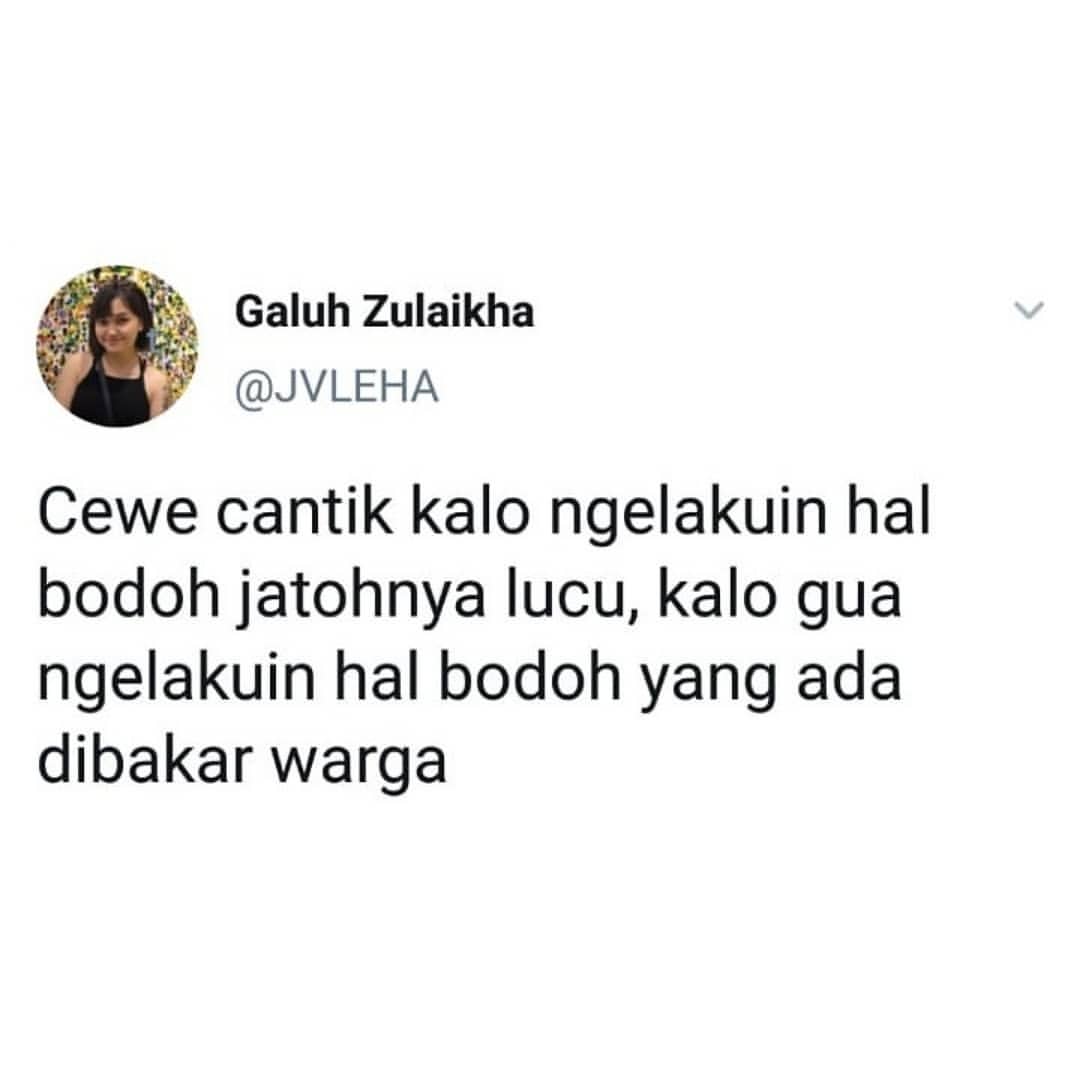 Galuh Zulaikha
@JVLEHA
Cewe cantik kalo ngelakuin hal
bodoh jatohnya lucu, kalo gua
ngelakuin hal bodoh yang ada
dibakar warga